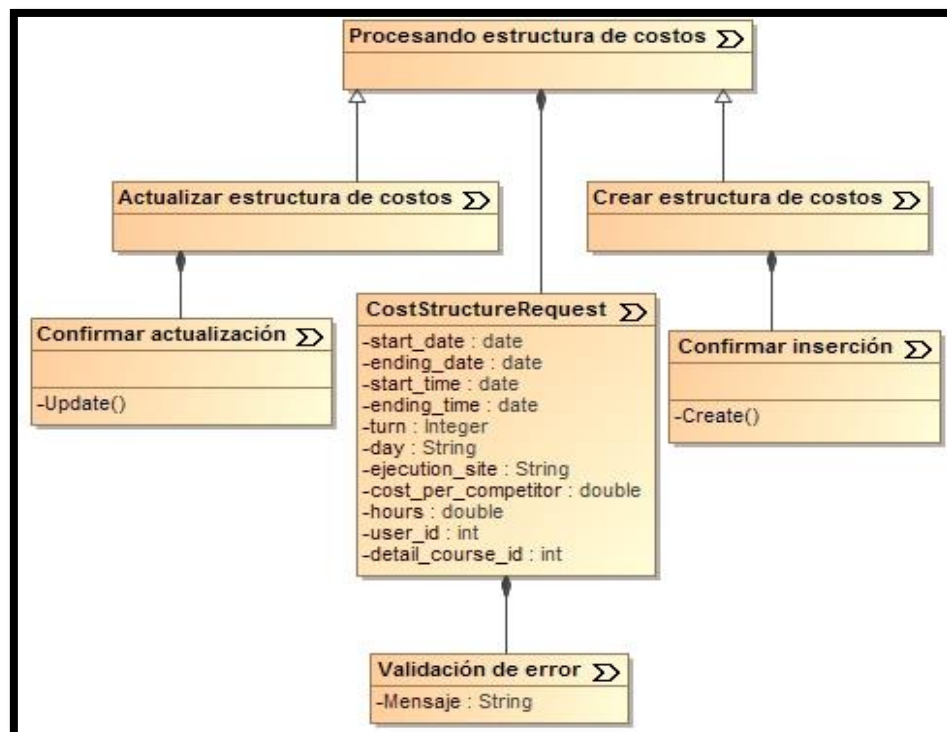 Procesando estructura de costos
Actualizar estructura de costos
Crear estructura de costos
Confirmar actualización
-Update()
CostStructureRequest
-start_date : date
-ending_date : date
-start_time : date
-ending_time : date
-turn : Integer
-day : String
-ejecution_site : String
-cost_per_competitor : double
-hours : double
-user_id : int
-detail_course_id : int
Confirmar inserción
-Create()
Validación de error
-Mensaje : String